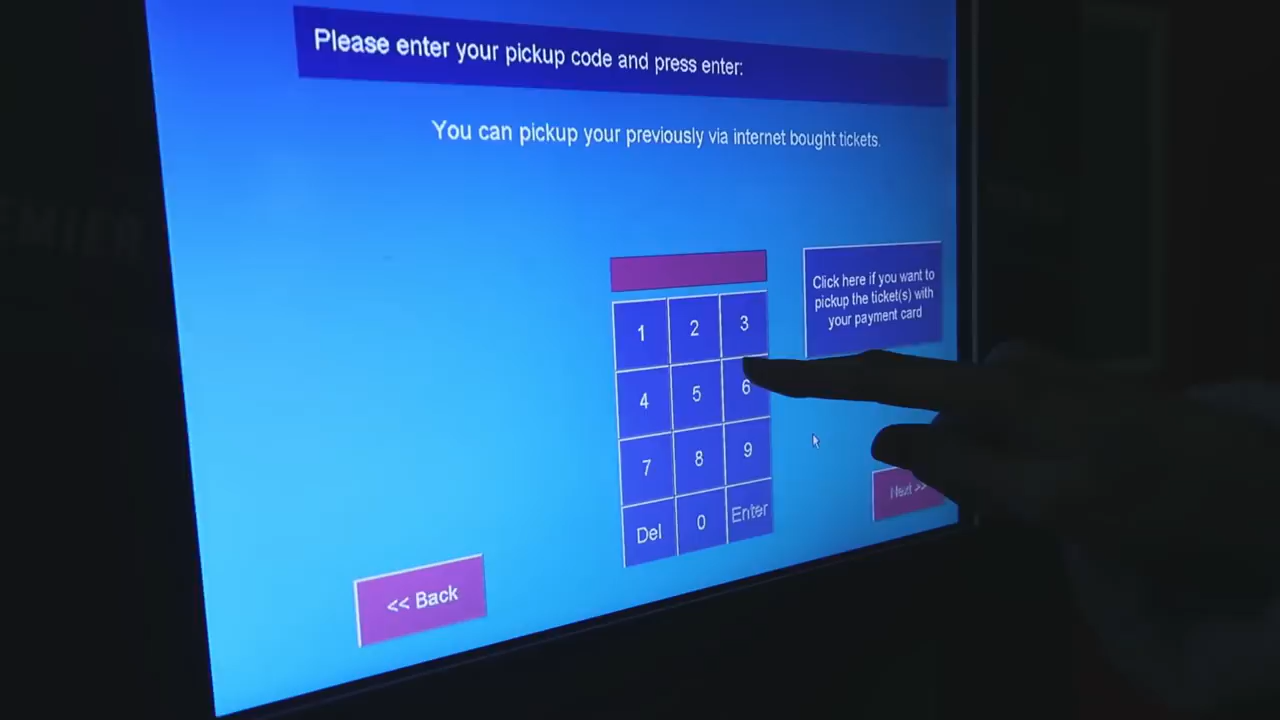 Please enter your pickup code and press enter:
You can pickup your previously via internet bought tickets.
Click here if you want to
pickup the ticket(s) with
your payment card
1 2 3
4 5 6
7 8 9
Del 0 Enter
Next >>
<< Back